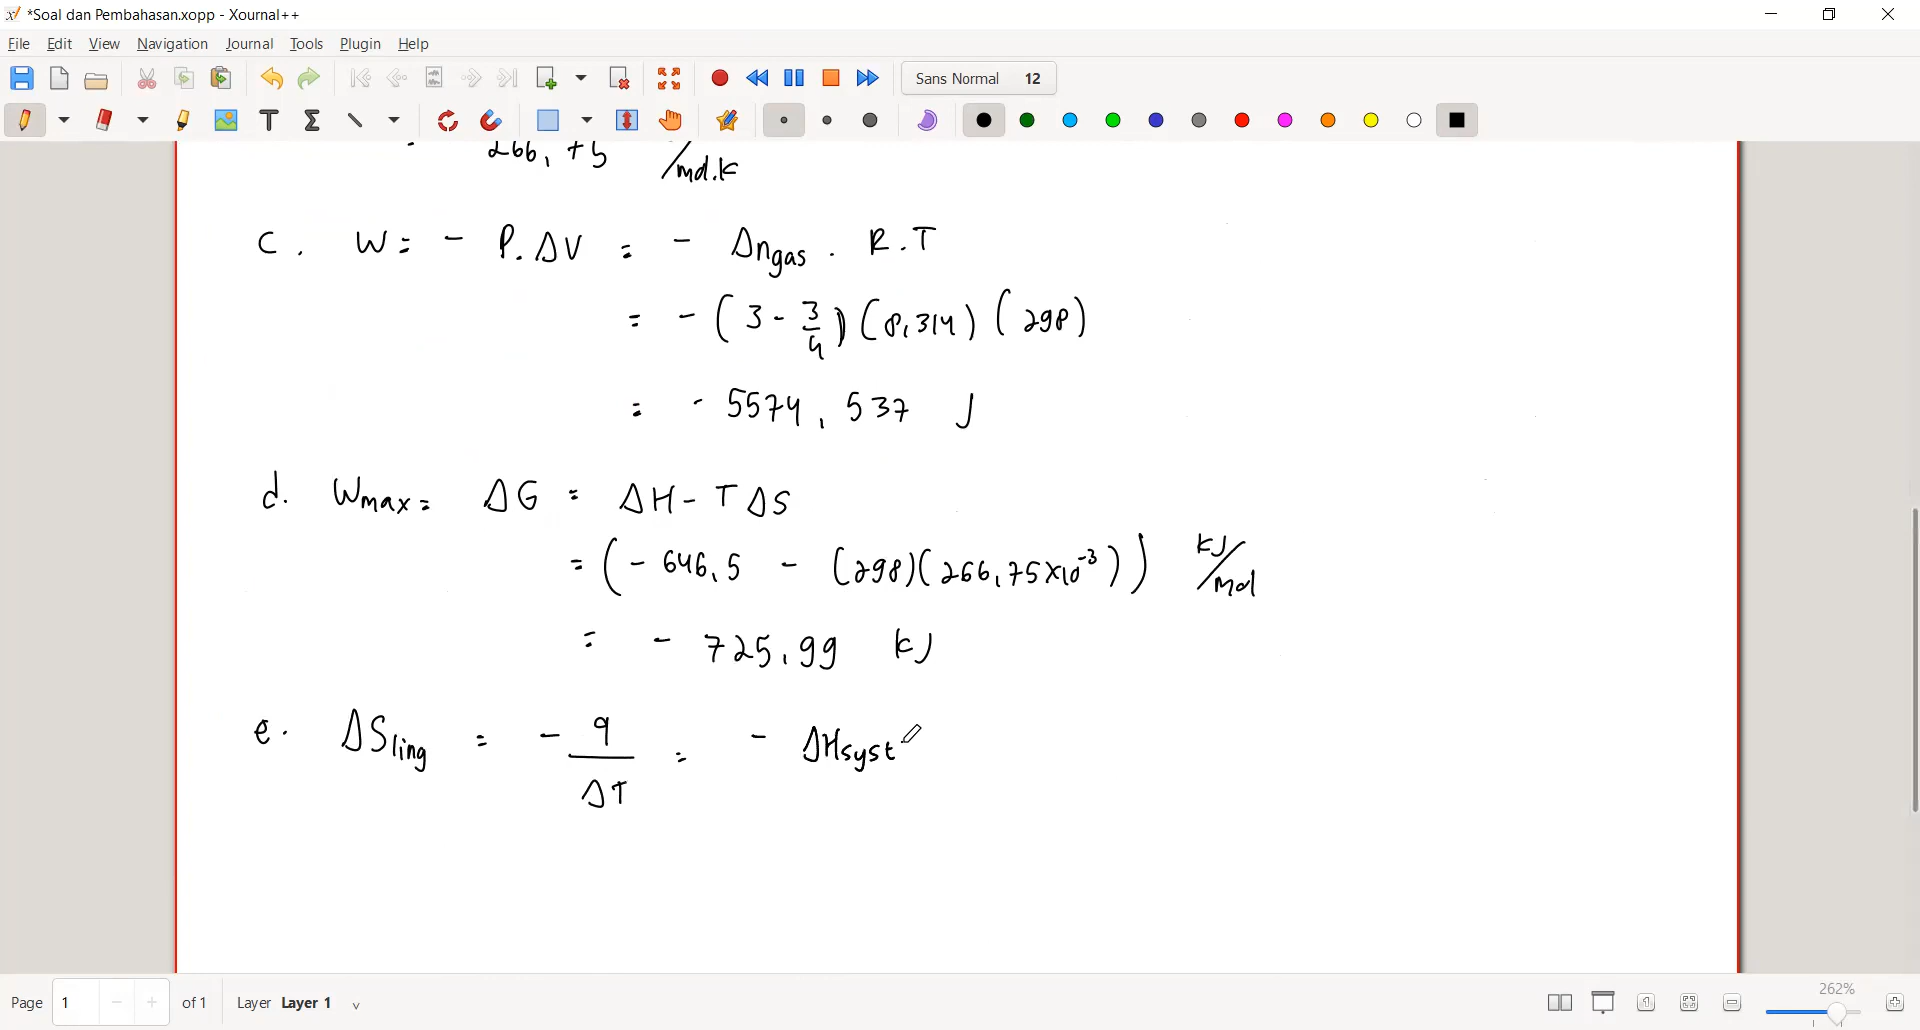 *Soal dan Pembahasan.xopp - Xournal++
File Edit View Navigation Journal Tools Plugin Help
Sans Normal 12
= 266,75 /mol.K
c. W = - P.ΔV = - Δngas . R.T
= - (3 - 3/4) (8,314) (298)
= - 5574,537 J
d. Wmax = ΔG = ΔH - TΔS
= (- 646,5 - (298)(266,75x10⁻³)) kJ/mol
= - 725,99 kJ
e. ΔSling = - q/ΔT = - ΔHsyst
Page 1 of 1 Layer Layer 1 262%